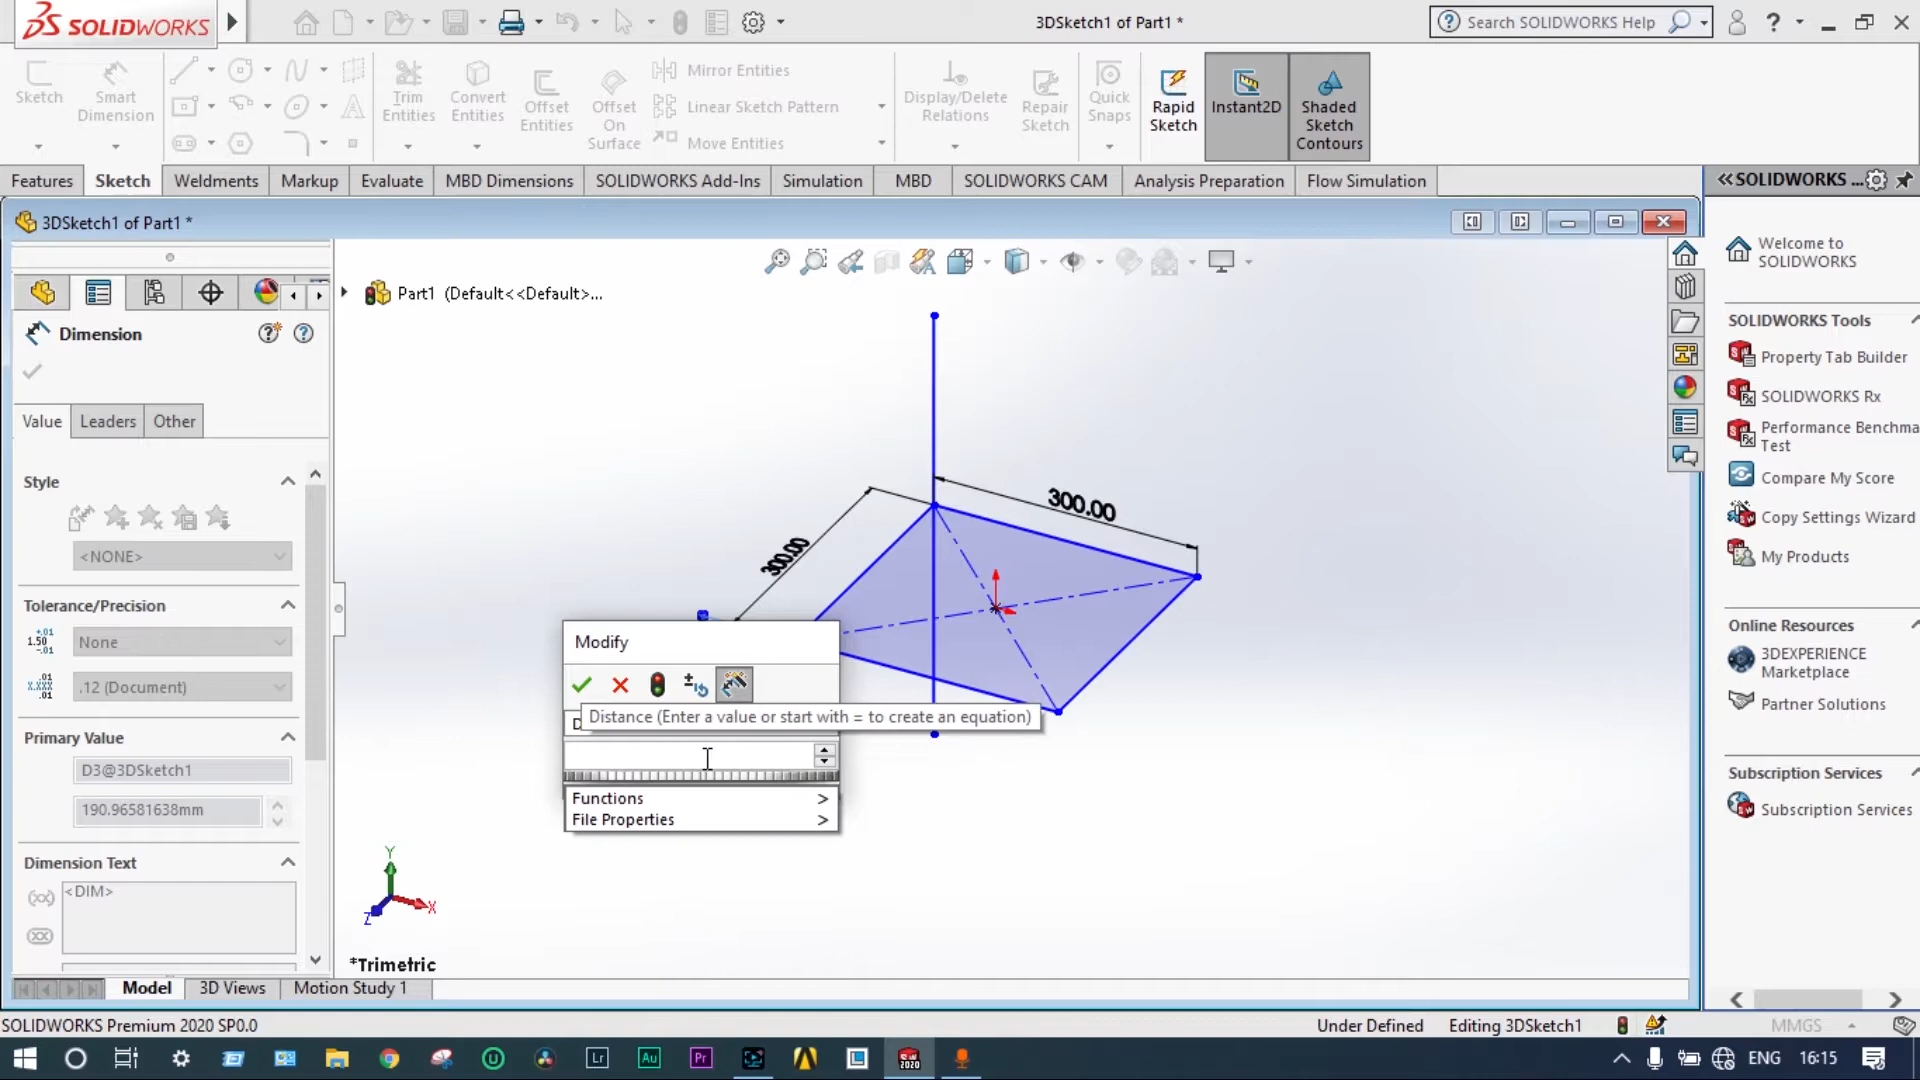 SOLIDWORKS
3DSketch1 of Part1 *
Search SOLIDWORKS Help
Sketch
Smart Dimension
Trim Entities
Convert Entities
Offset Entities
Offset On Surface
Mirror Entities
Linear Sketch Pattern
Move Entities
Display/Delete Relations
Repair Sketch
Quick Snaps
Rapid Sketch
Instant2D
Shaded Sketch Contours
Features
Sketch
Weldments
Markup
Evaluate
MBD Dimensions
SOLIDWORKS Add-Ins
Simulation
MBD
SOLIDWORKS CAM
Analysis Preparation
Flow Simulation
SOLIDWORKS ...
3DSketch1 of Part1 *
Part1 (Default<<Default>...
Dimension
Value
Leaders
Other
Style
<NONE>
Tolerance/Precision
None
.12 (Document)
Primary Value
D3@3DSketch1
190.96581638mm
Dimension Text
<DIM>
300.00
300.00
Modify
D
Distance (Enter a value or start with = to create an equation)
Functions >
File Properties >
Y
X
Z
*Trimetric
Welcome to
SOLIDWORKS
SOLIDWORKS Tools
Property Tab Builder
SOLIDWORKS Rx
Performance Benchma
Test
Compare My Score
Copy Settings Wizard
My Products
Online Resources
3DEXPERIENCE
Marketplace
Partner Solutions
Subscription Services
Subscription Services
Model
3D Views
Motion Study 1
SOLIDWORKS Premium 2020 SP0.0
Under Defined
Editing 3DSketch1
MMGS
Lr
Au
Pr
SW
2020
ENG
16:15